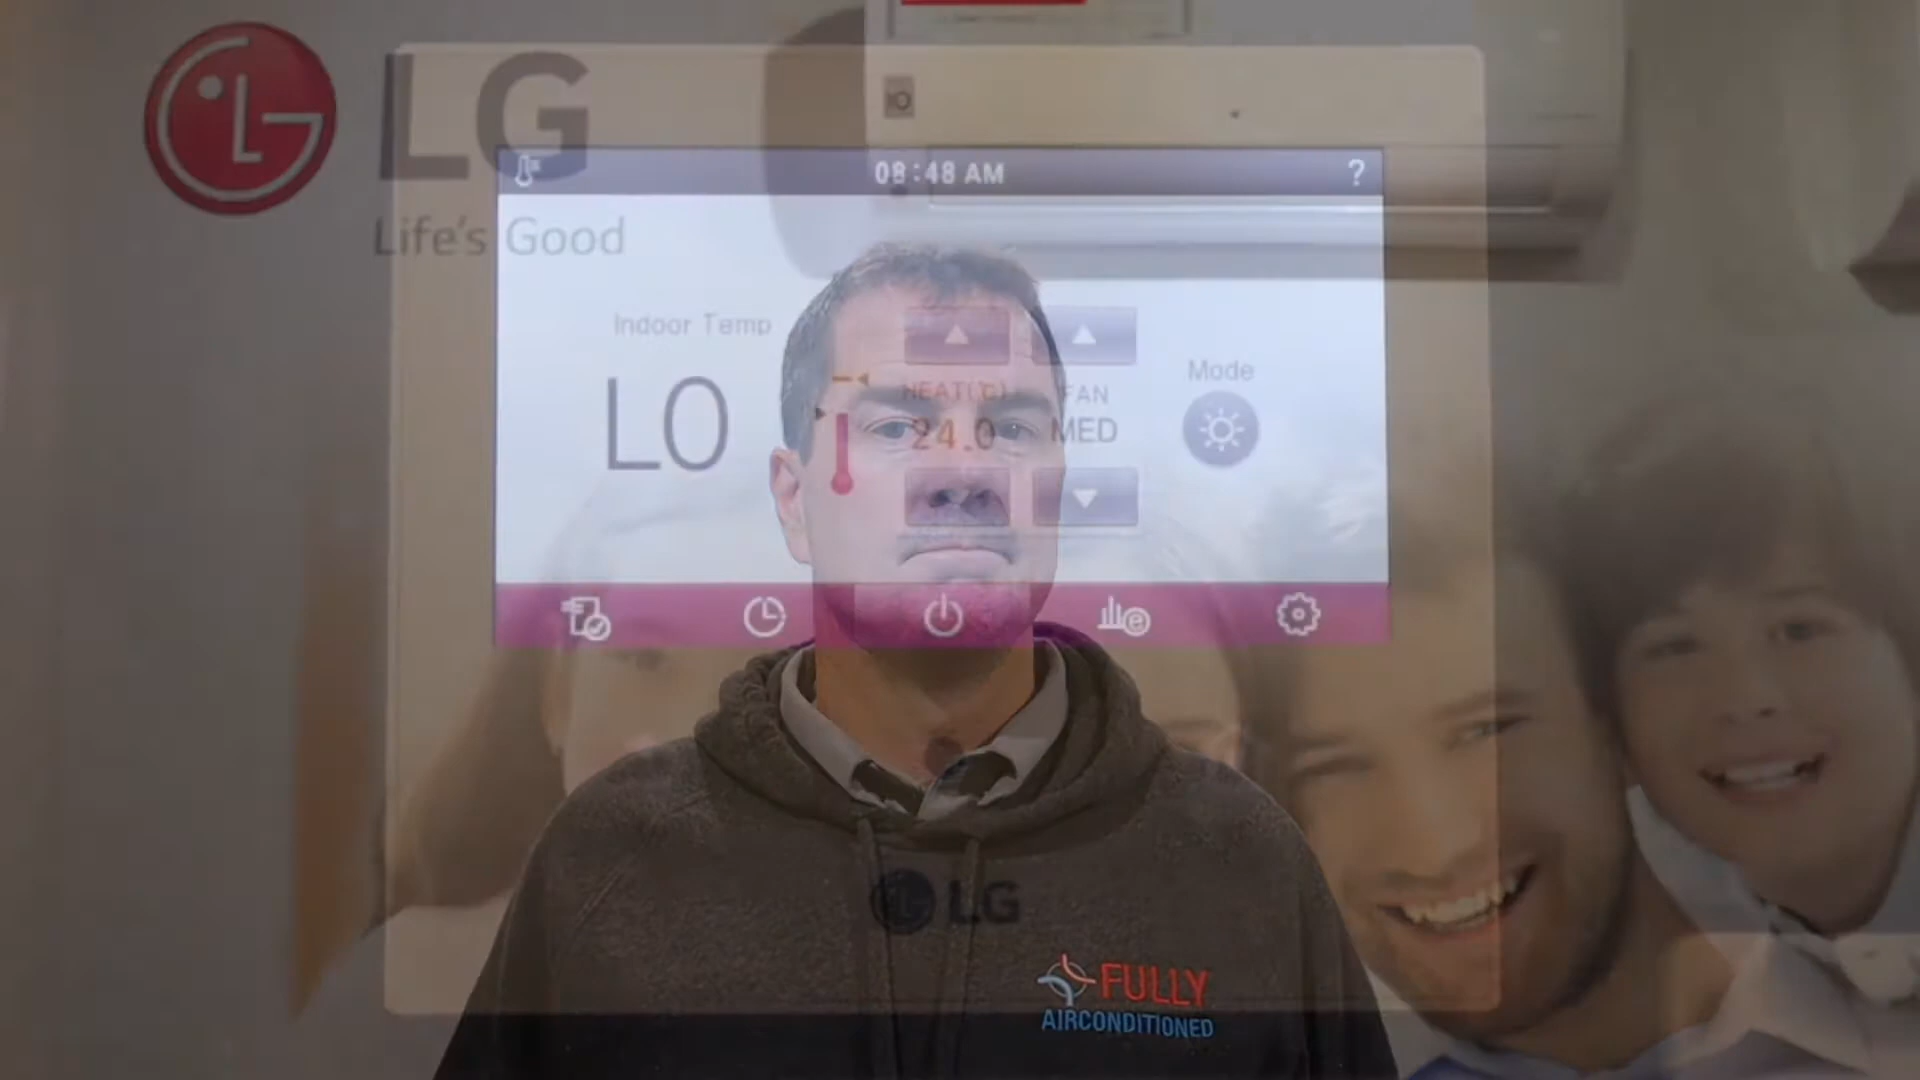 LG
Life's Good
08:48 AM
?
Indoor Temp
LO
HEAT(℃)
24.0
FAN
MED
Mode
LG
FULLY
AIRCONDITIONED